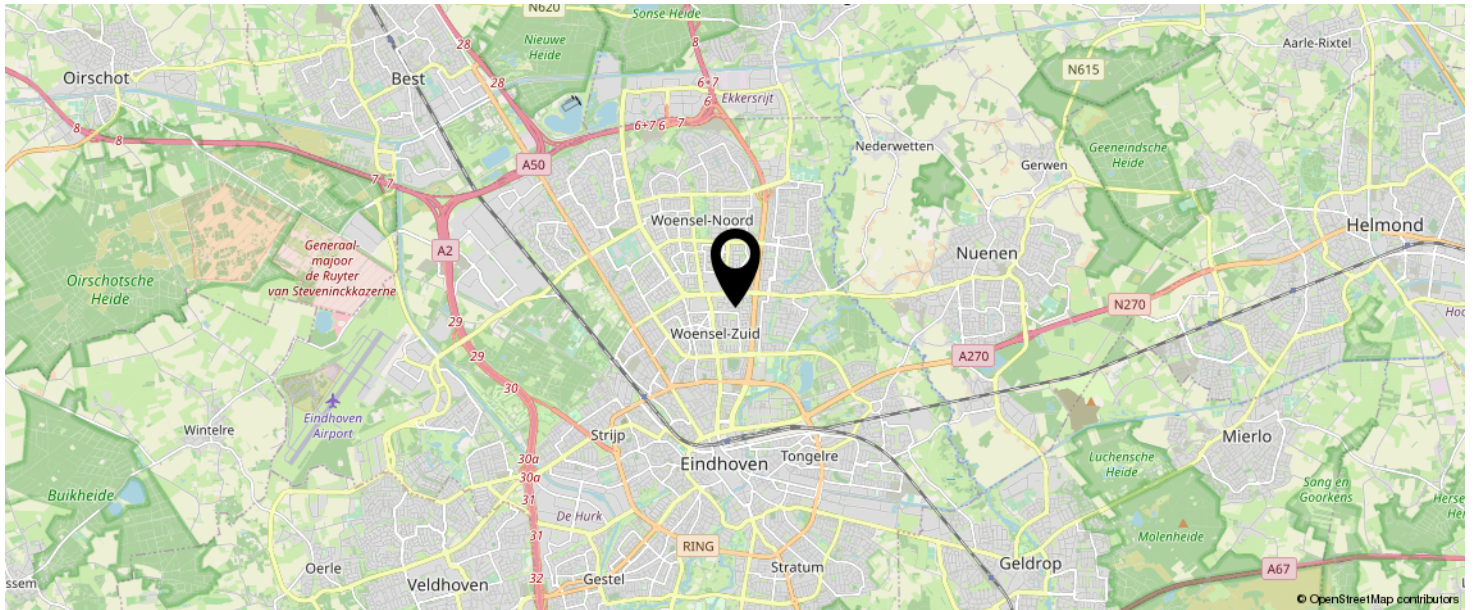 N620
Sonse Heide
Aarle-Rixtel
28
Nieuwe
Heide
8
Oirschot
Best
28
6+7
N615
6
Ekkersrijt
8
8
6+7
6
7
Nederwetten
Geeneindsche
Heide
A50
Gerwen
7
7
Woensel-Noord
Helmond
Generaal-
majoor
de Ruyter
van Steveninckkazerne
A2
Nuenen
Oirschotsche
Heide
N270
29
Woensel-Zuid
29
A270
30
Eindhoven
Airport
Wintelre
Strijp
Mierlo
30a
Eindhoven
Tongelre
Luchensche
Heide
30a
Buikheide
31
Sang en
Goorkens
De Hurk
31
RING
Molenheide
Oerle
Stratum
Geldrop
A67
32
Gestel
Veldhoven
ssem
© OpenStreetMap contributors